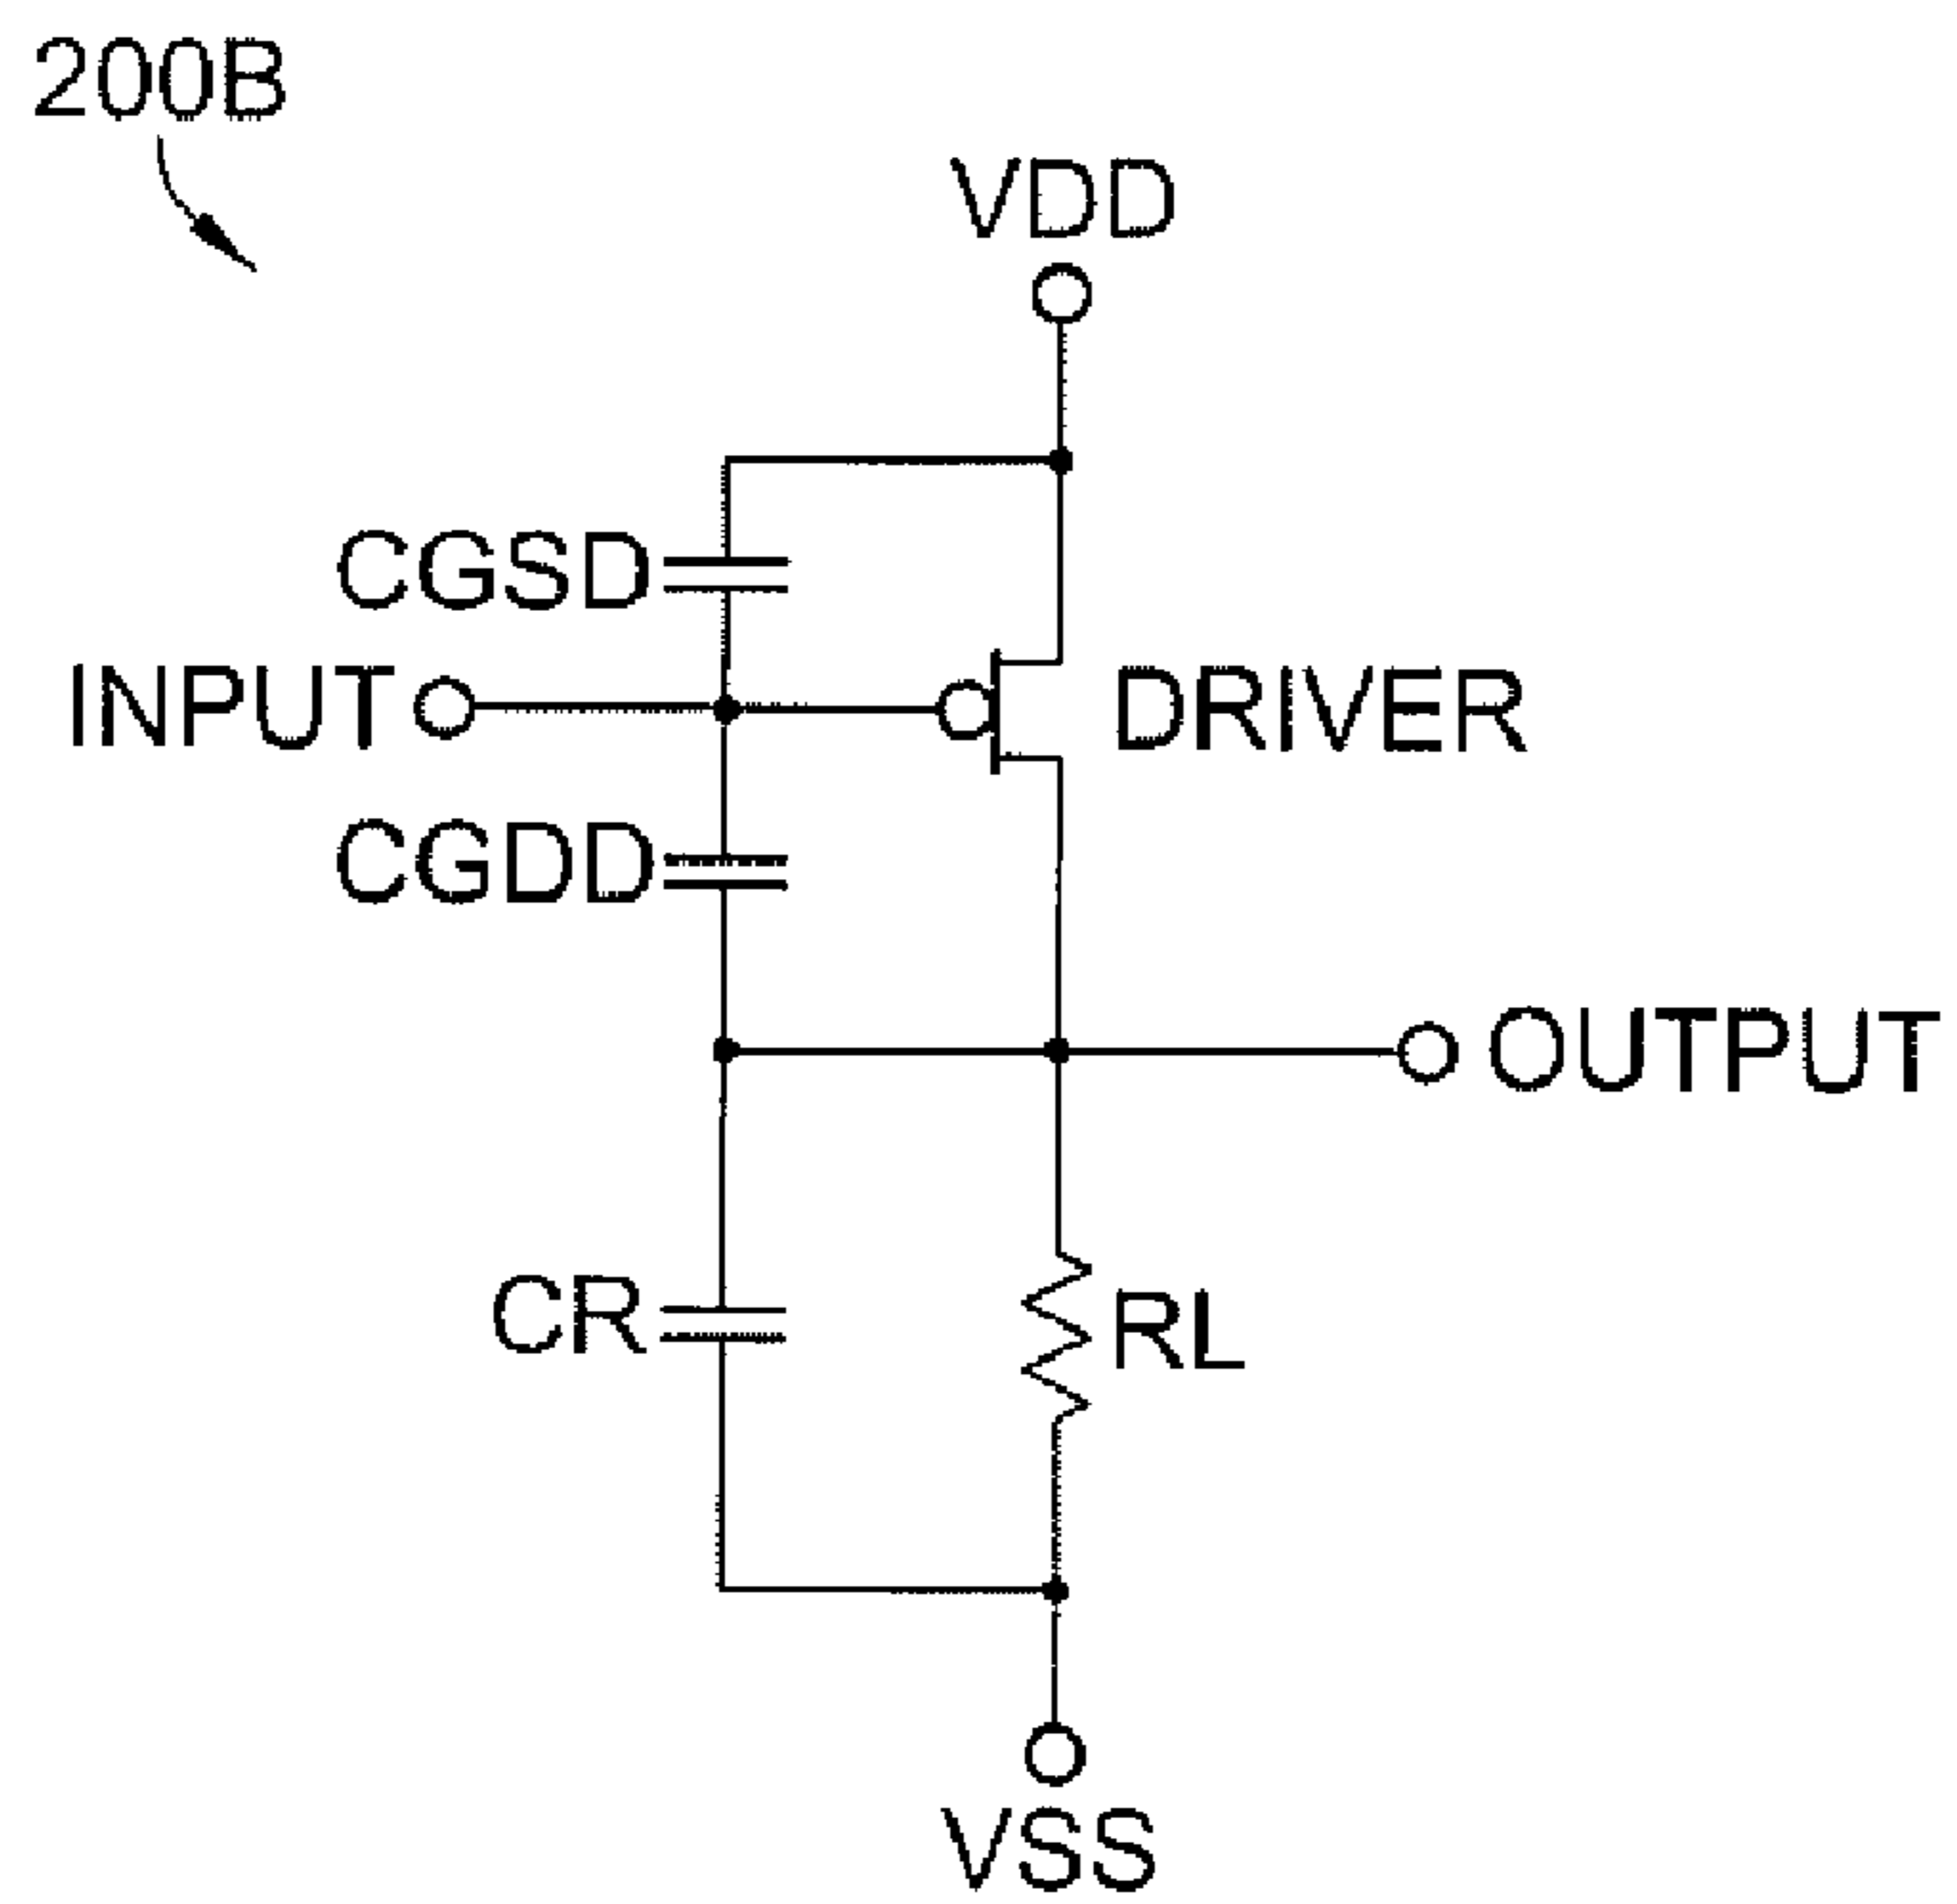 200B
VDD
CGSD
INPUT
DRIVER
CGDD
OUTPUT
CR
RL
VSS